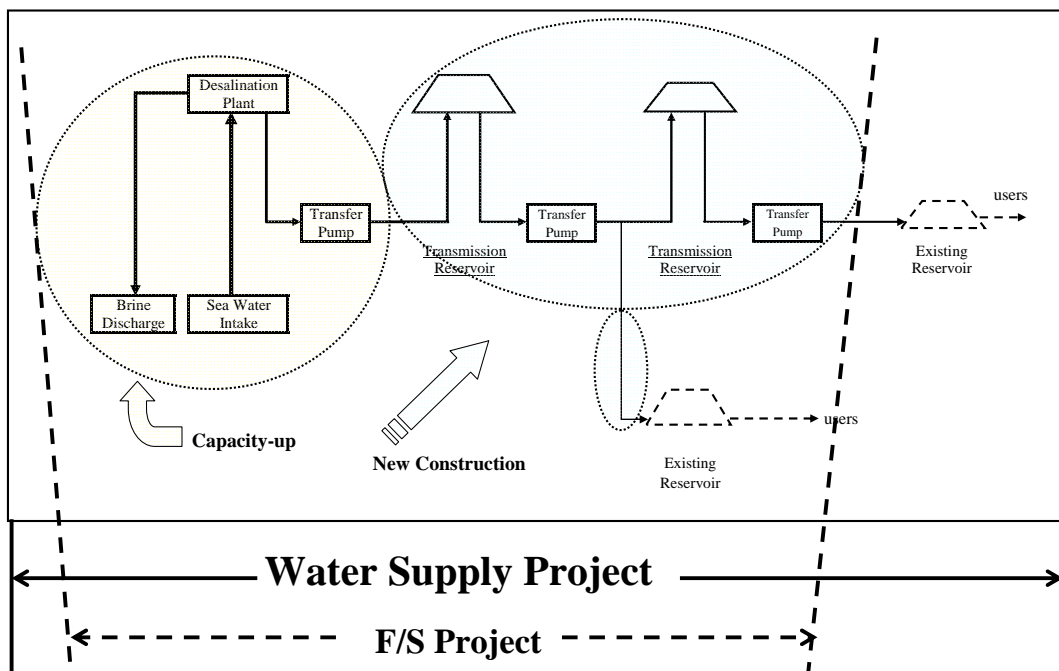 Desalination
Plant
Transfer
Pump
Brine
Discharge
Sea Water
Intake
Transmission
Reservoir
Transfer
Pump
Transmission
Reservoir
Transfer
Pump
users
Existing
Reservoir
users
Existing
Reservoir
Capacity-up
New Construction
Water Supply Project
F/S Project